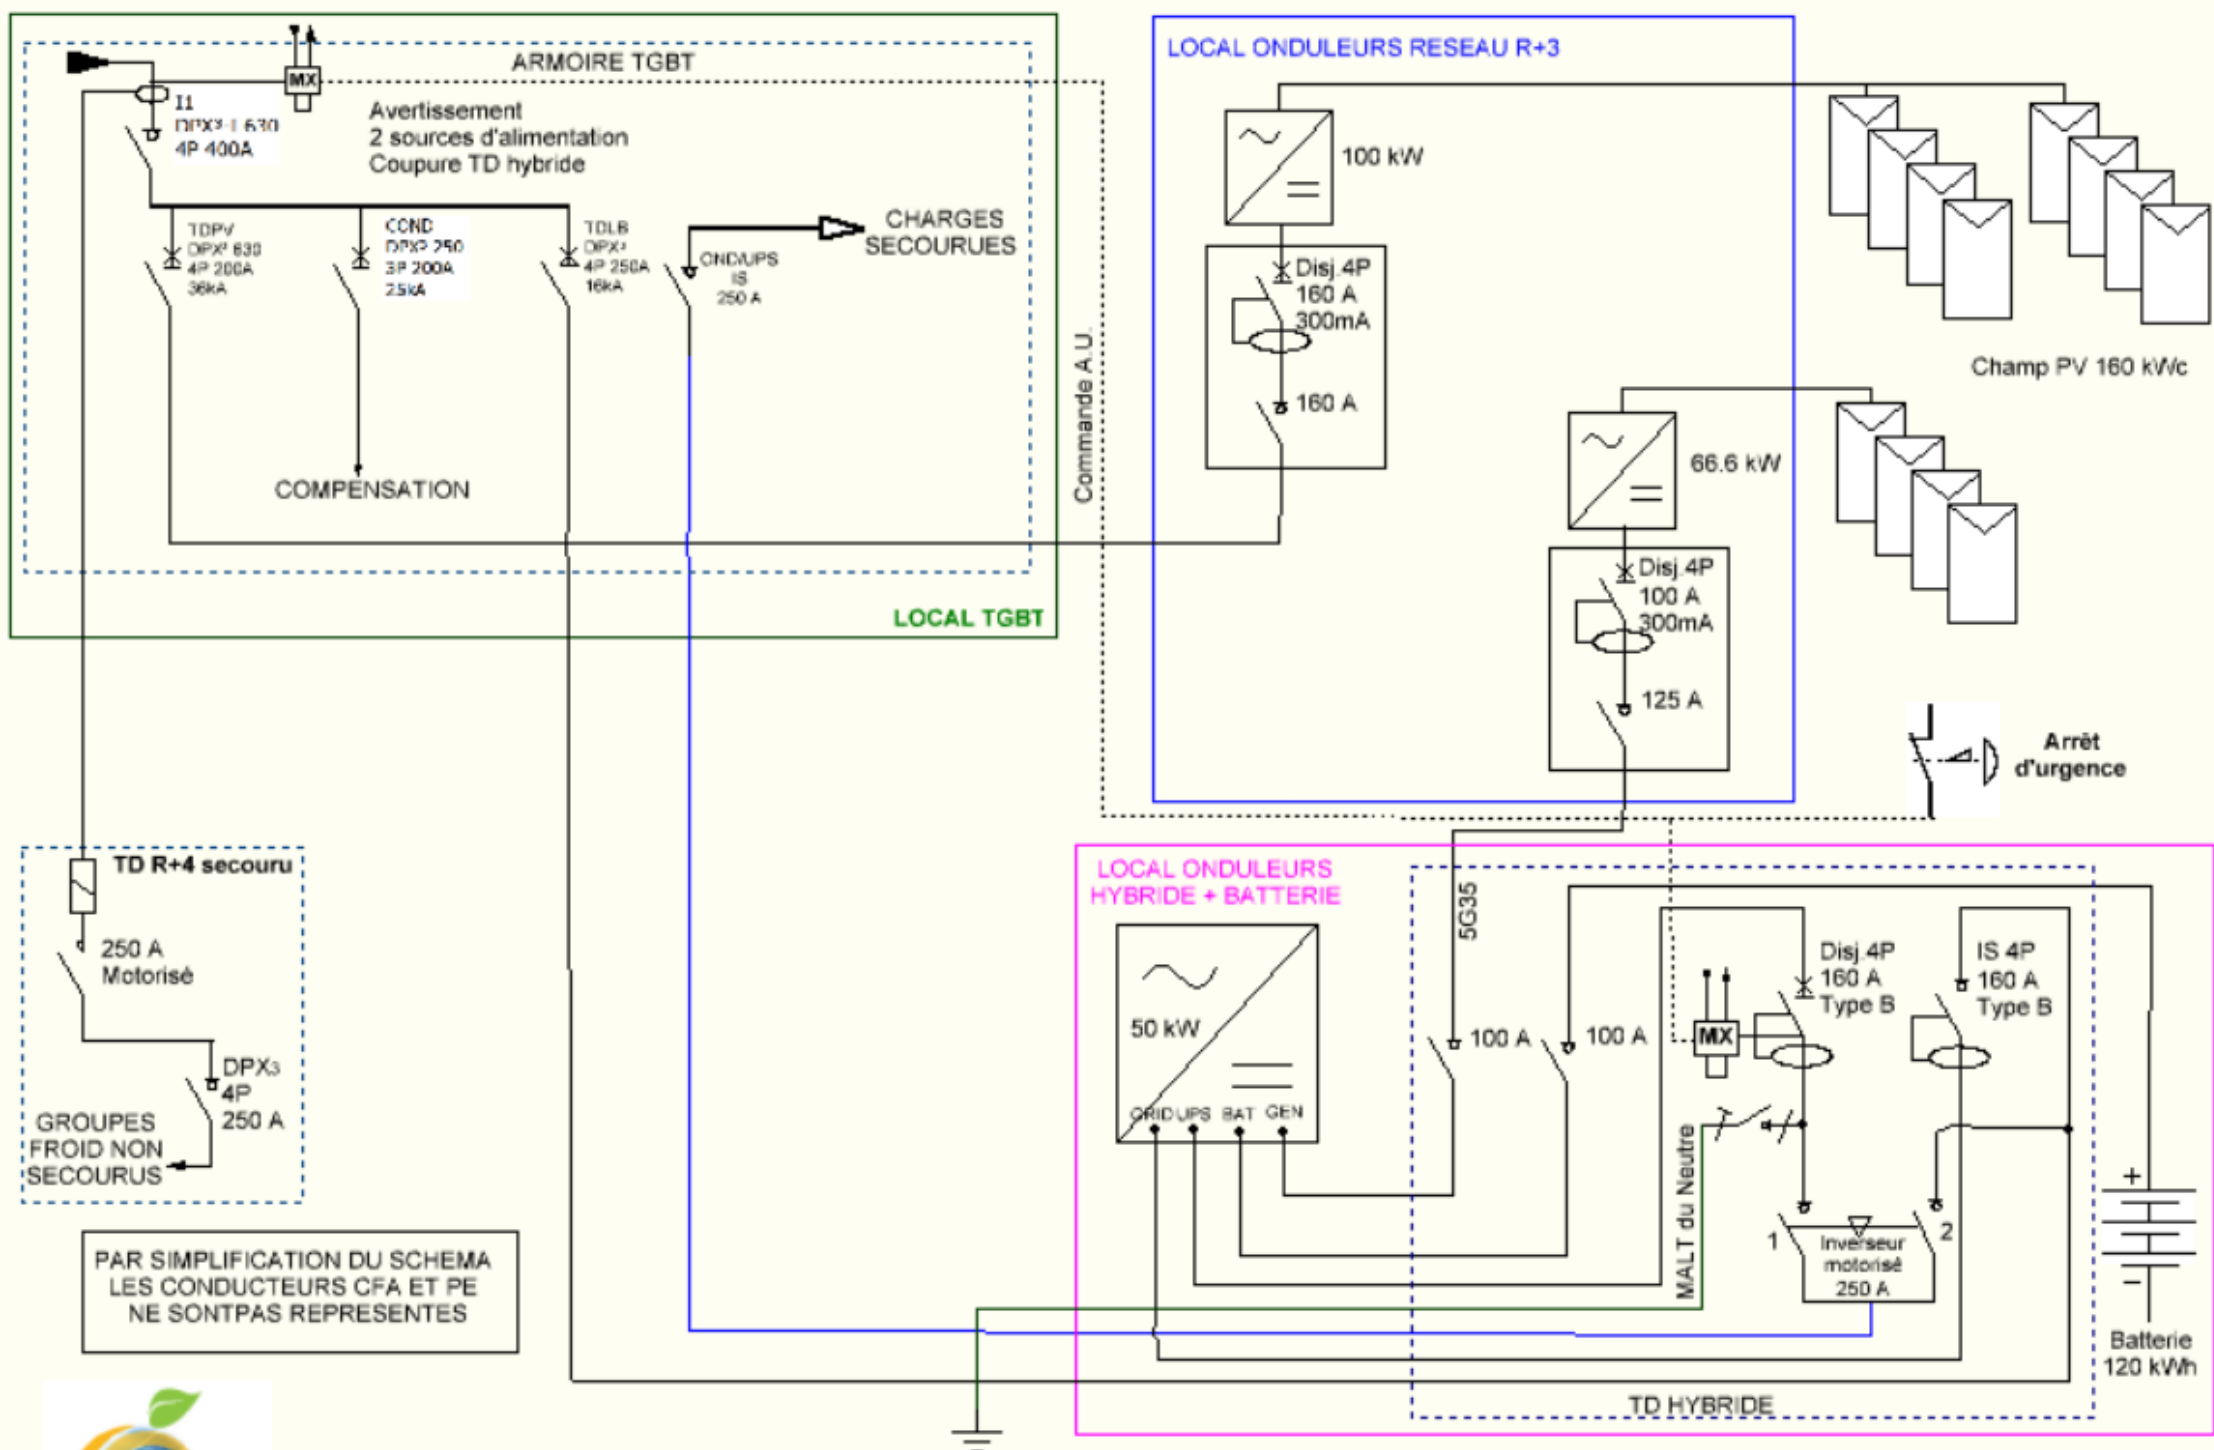 ARMOIRE TGBT
MX
I1
DPX³-I 630
4P 400A
Avertissement
2 sources d'alimentation
Coupure TD hybride
TDPV
DPX³ 630
4P 200A
36kA
COND
DPX³ 250
3P 200A
25kA
TDLB
DPX³
4P 250A
16kA
OND/UPS
IS
250 A
CHARGES
SECOURUES
COMPENSATION
LOCAL TGBT
Commande A.U.
LOCAL ONDULEURS RESEAU R+3
100 kW
Disj.4P
160 A
300mA
160 A
66.6 kW
Disj.4P
100 A
300mA
125 A
Champ PV 160 kWc
Arrêt
d'urgence
TD R+4 secouru
250 A
Motorisé
DPX3
4P
250 A
GROUPES
FROID NON
SECOURUS
PAR SIMPLIFICATION DU SCHEMA
LES CONDUCTEURS CFA ET PE
NE SONTPAS REPRESENTES
LOCAL ONDULEURS
HYBRIDE + BATTERIE
50 kW
GRID UPS BAT GEN
5G35
100 A
100 A
Disj.4P
160 A
Type B
MX
IS 4P
160 A
Type B
MALT du Neutre
1
2
Inverseur
motorisé
250 A
+
−
Batterie
120 kWh
TD HYBRIDE